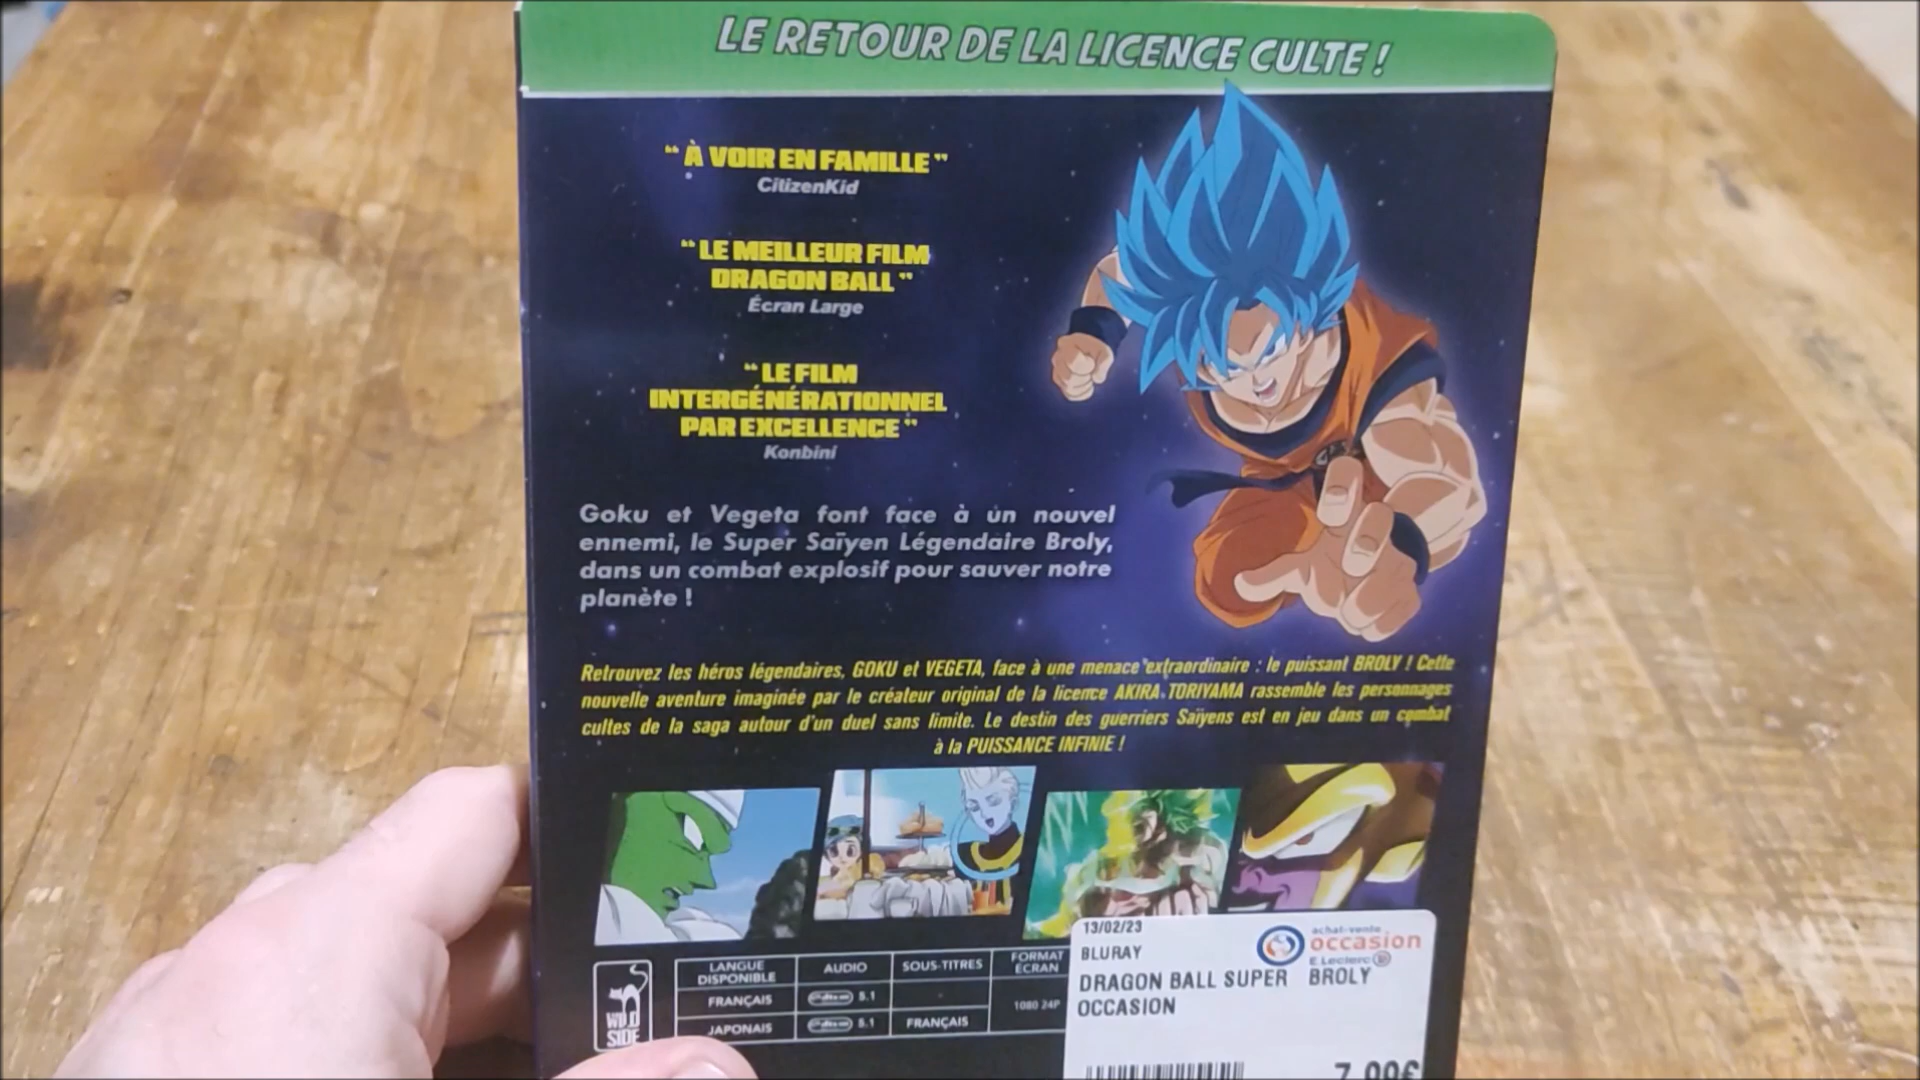 LE RETOUR DE LA LICENCE CULTE !
“ À VOIR EN FAMILLE ”
CitizenKid
“ LE MEILLEUR FILM
DRAGON BALL ”
Écran Large
“ LE FILM
INTERGÉNÉRATIONNEL
PAR EXCELLENCE ”
Konbini
Goku et Vegeta font face à un nouvel
ennemi, le Super Saïyen Légendaire Broly,
dans un combat explosif pour sauver notre
planète !
Retrouvez les héros légendaires, GOKU et VEGETA, face à une menace extraordinaire : le puissant BROLY ! Cette
nouvelle aventure imaginée par le créateur original de la licence AKIRA TORIYAMA rassemble les personnages
cultes de la saga autour d'un duel sans limite. Le destin des guerriers Saïyens est en jeu dans un combat
à la PUISSANCE INFINIE !
WILD
SIDE
LANGUE
DISPONIBLE
AUDIO
SOUS-TITRES
FORMAT
ÉCRAN
FRANÇAIS
5.1
-
1080 24P
JAPONAIS
5.1
FRANÇAIS
13/02/23
achat-vente
occasion
E.Leclerc
BLURAY
DRAGON BALL SUPER BROLY
OCCASION
7.99€